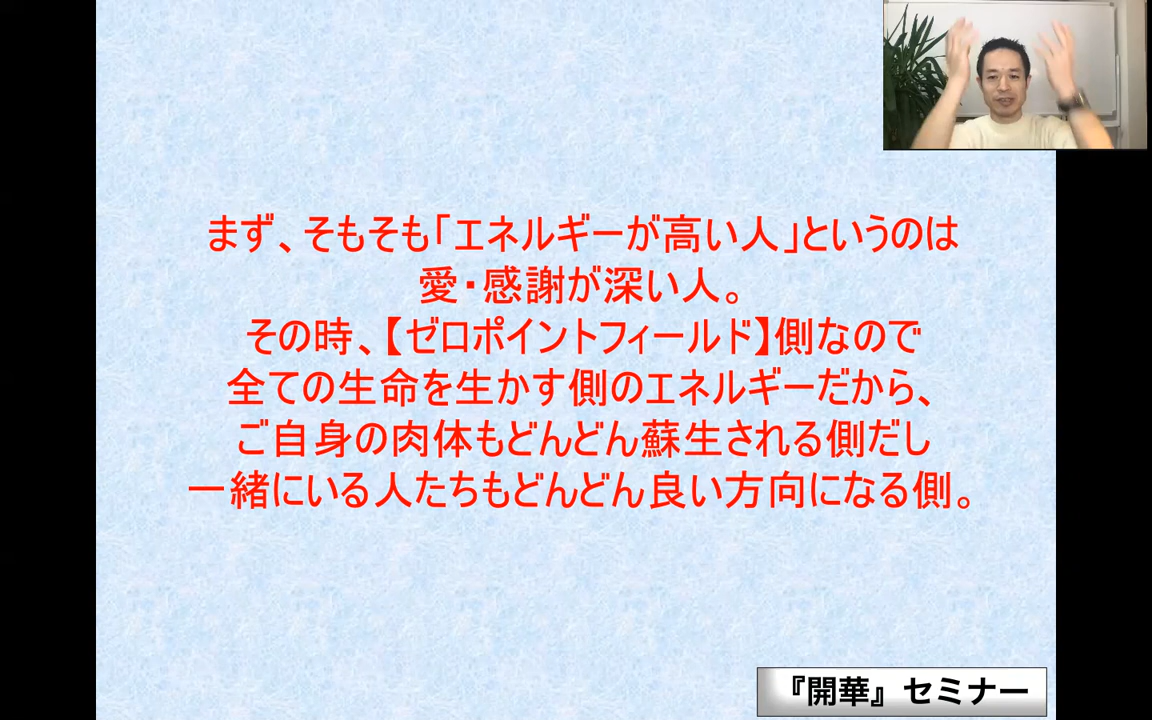 まず、そもそも「エネルギーが高い人」というのは
愛・感謝が深い人。
その時、【ゼロポイントフィールド】側なので
全ての生命を生かす側のエネルギーだから、
ご自身の肉体もどんどん蘇生される側だし
一緒にいる人たちもどんどん良い方向になる側。
『開華』セミナー